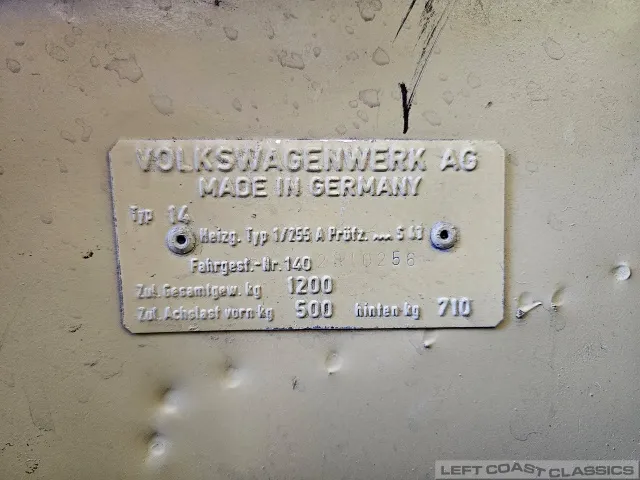 VOLKSWAGENWERK AG
MADE IN GERMANY
Typ 14
Heizg. Typ 1/255 A Prüfz. S 43
Fahrgest.-Nr. 140
Zul. Gesamtgew. kg 1200
Zul. Achslast vorn kg 500 hinten kg 710
LEFT COAST CLASSICS